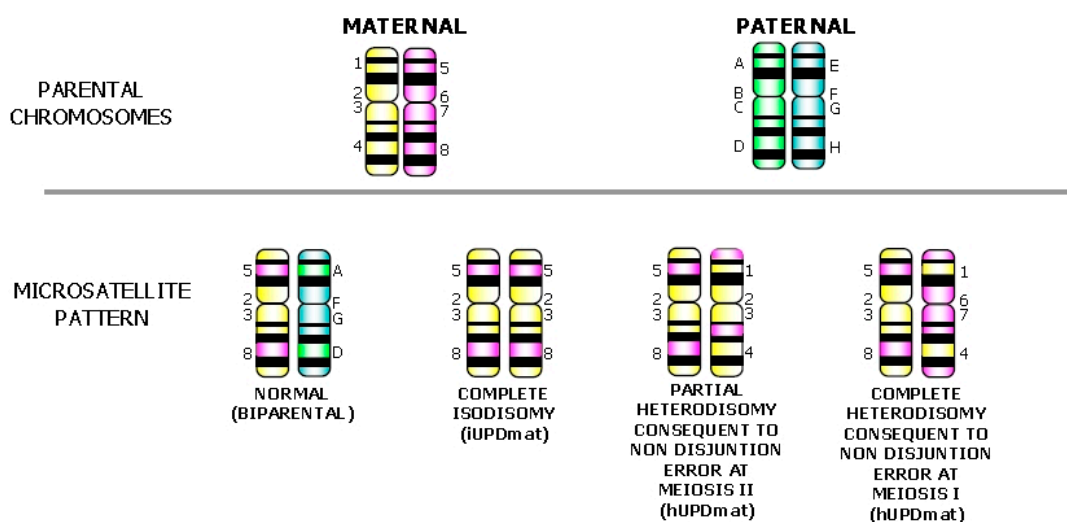 MATERNAL
PATERNAL
PARENTAL
CHROMOSOMES
1
2
3
4
5
6
7
8
A
B
C
D
E
F
G
H
MICROSATELLITE
PATTERN
5
2
3
8
A
F
G
D
NORMAL
(BIPARENTAL)
5
2
3
8
5
2
3
8
COMPLETE
ISODISOMY
(iUPDmat)
5
2
3
8
1
2
3
4
PARTIAL
HETERODISOMY
CONSEQUENT TO
NON DISJUNTION
ERROR AT
MEIOSIS II
(hUPDmat)
5
2
3
8
1
6
7
4
COMPLETE
HETERODISOMY
CONSEQUENT TO
NON DISJUNTION
ERROR AT
MEIOSIS I
(hUPDmat)